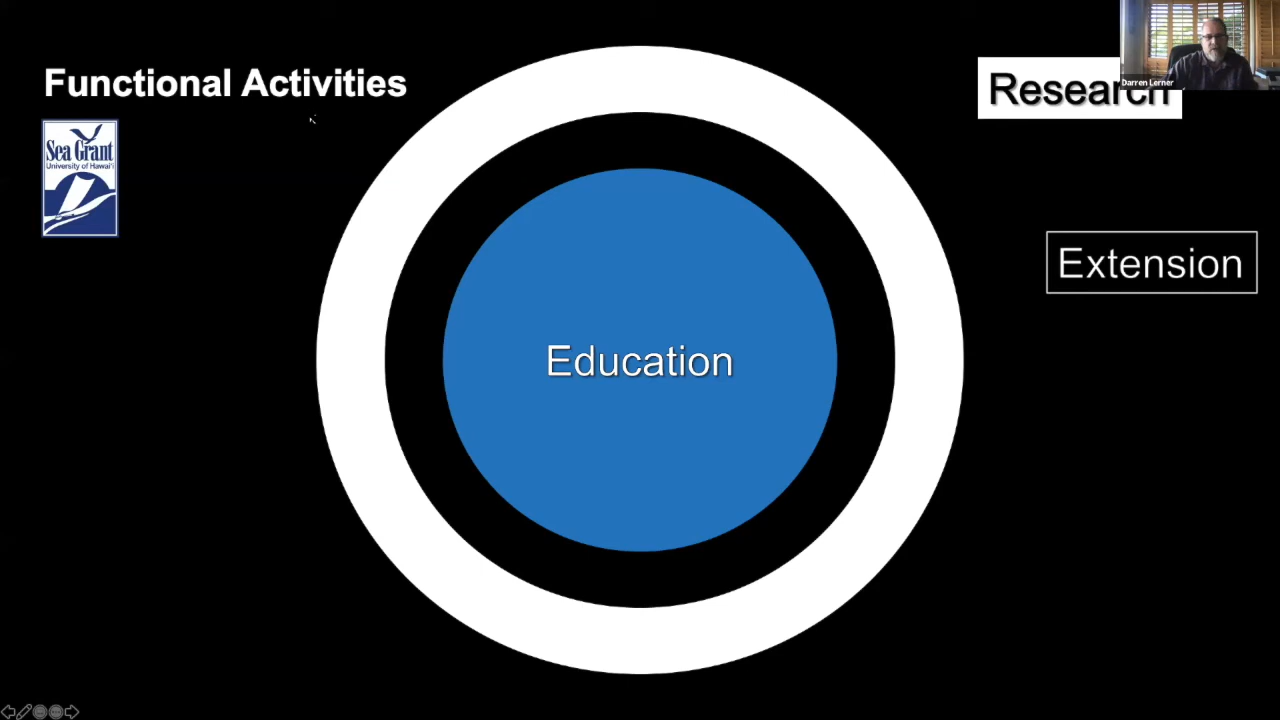 Functional Activities
Sea Grant
University of Hawai'i
Research
Darren Lerner
Extension
Education